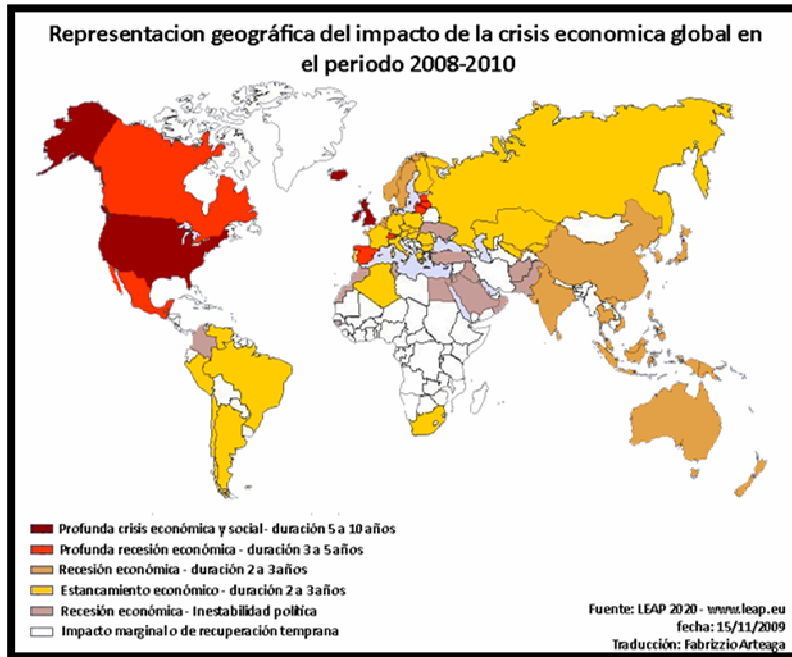 Representacion geográfica del impacto de la crisis economica global en
el periodo 2008-2010
Profunda crisis económica y social - duración 5 a 10 años
Profunda recesión económica - duración 3 a 5 años
Recesión económica - duración 2 a 3 años
Estancamiento económico - duración 2 a 3 años
Recesión económica - Inestabilidad política
Impacto marginal o de recuperación temprana
Fuente: LEAP 2020 - www.leap.eu
fecha: 15/11/2009
Traducción: Fabrizzio Arteaga